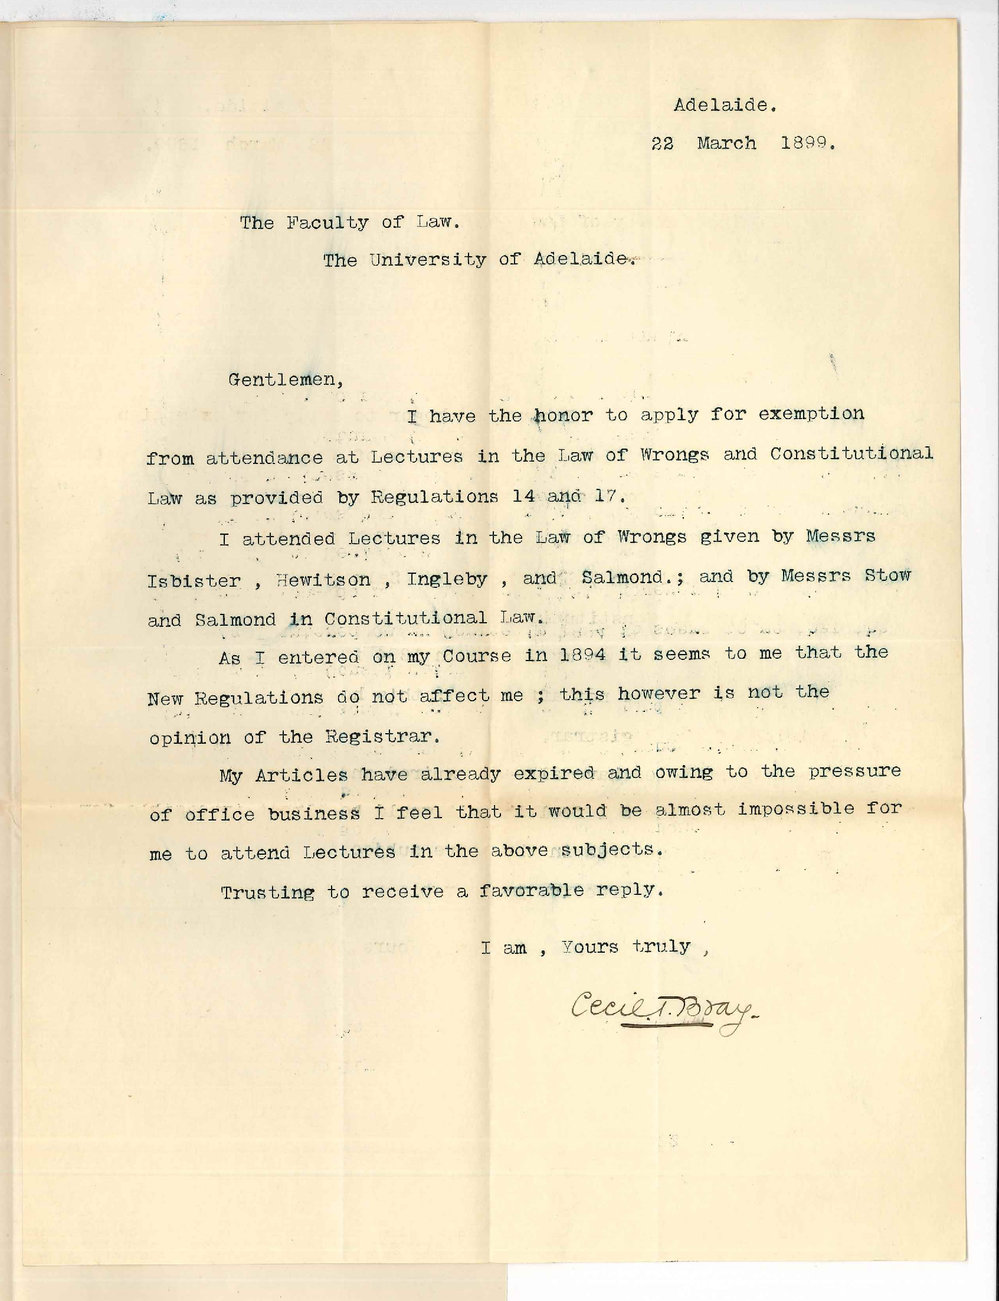 Adelaide.
22 March 1899.
The Faculty of Law.
The University of Adelaide.
Gentlemen,
I have the honor to apply for exemption
from attendance at Lectures in the Law of Wrongs and Constitutional
Law as provided by Regulations 14 and 17.
I attended Lectures in the Law of Wrongs given by Messrs
Isbister , Hewitson , Ingleby , and Salmond.; and by Messrs Stow
and Salmond in Constitutional Law.
As I entered on my Course in 1894 it seems to me that the
New Regulations do not affect me ; this however is not the
opinion of the Registrar.
My Articles have already expired and owing to the pressure
of office business I feel that it would be almost impossible for
me to attend Lectures in the above subjects.
Trusting to receive a favorable reply.
I am , Yours truly ,
Cecil.T.Bray.